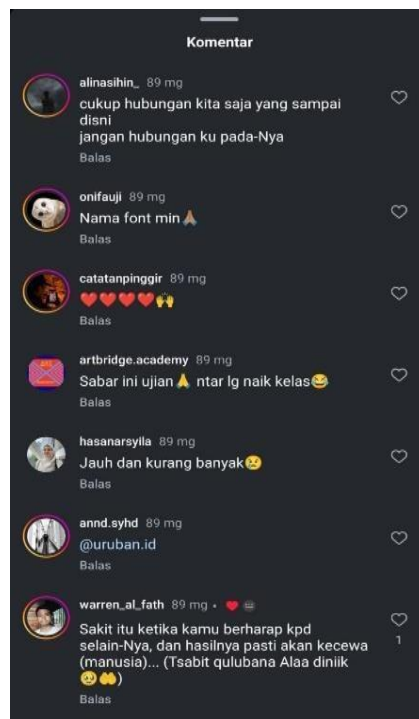 Komentar
alinasihin_ 89 mg
cukup hubungan kita saja yang sampai
disni
jangan hubungan ku pada-Nya
Balas
onifauji 89 mg
Nama font min🙏🏽
Balas
catatanpinggir 89 mg
❤️❤️❤️❤️🙌
Balas
artbridge.academy 89 mg
Sabar ini ujian🙏 ntar lg naik kelas😂
Balas
hasanarsyila 89 mg
Jauh dan kurang banyak😢
Balas
annd.syhd 89 mg
@uruban.id
Balas
warren_al_fath 89 mg • ❤️
Sakit itu ketika kamu berharap kpd
selain-Nya, dan hasilnya pasti akan kecewa
(manusia)... (Tsabit qulubana Alaa diniik
🥹🤲)
1
Balas